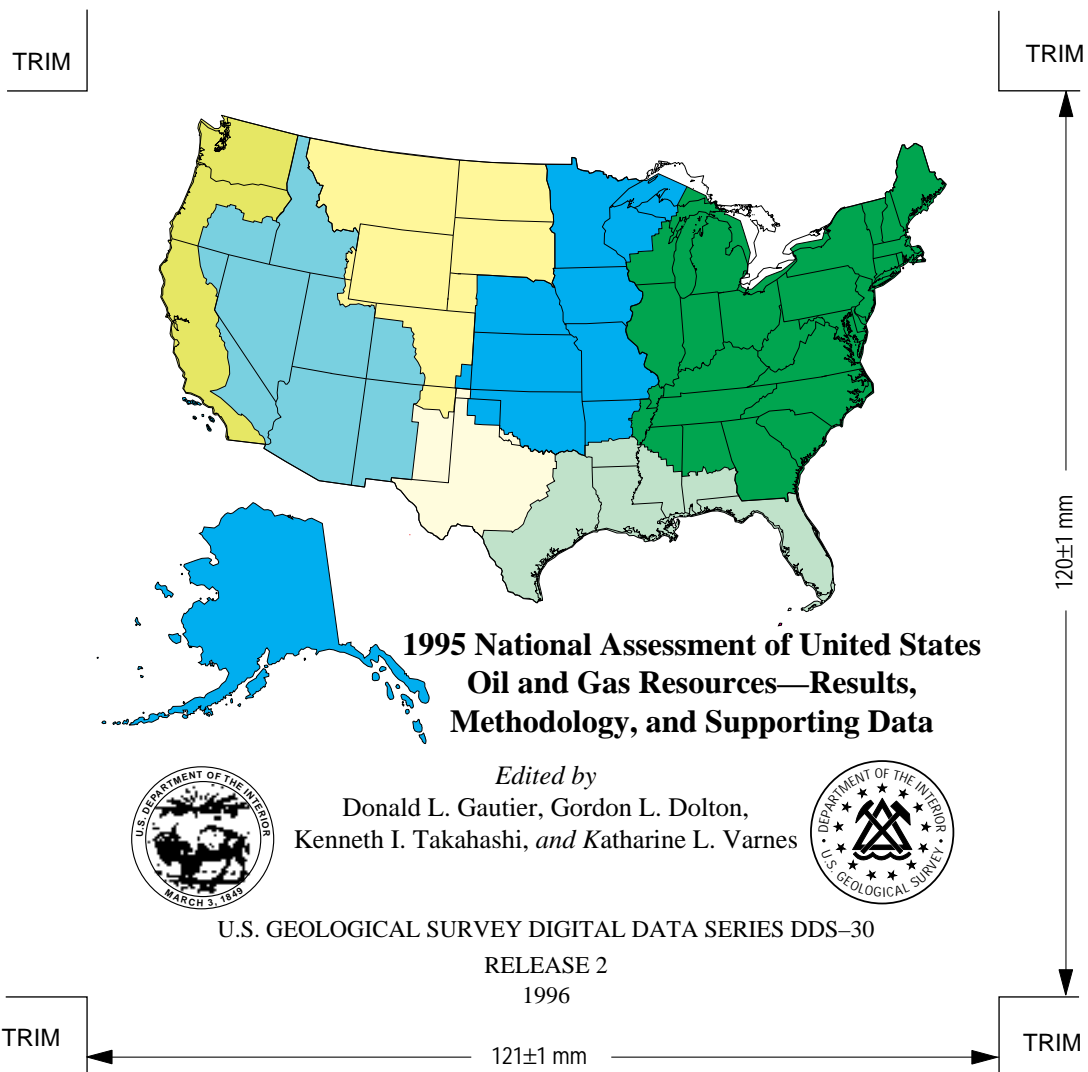 TRIM
TRIM
1995 National Assessment of United States
Oil and Gas Resources—Results,
Methodology, and Supporting Data
Edited by
Donald L. Gautier, Gordon L. Dolton,
Kenneth I. Takahashi, and Katharine L. Varnes
U.S. DEPARTMENT OF THE INTERIOR
MARCH 3, 1849
DEPARTMENT OF THE INTERIOR
U.S. GEOLOGICAL SURVEY
U.S. GEOLOGICAL SURVEY DIGITAL DATA SERIES DDS–30
RELEASE 2
1996
120±1 mm
TRIM
121±1 mm
TRIM